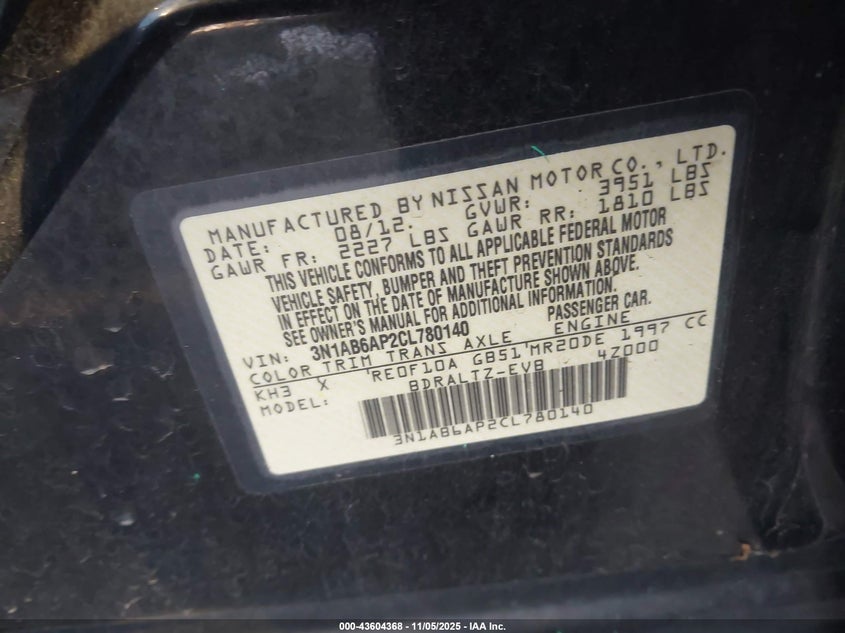 MANUFACTURED BY NISSAN MOTOR CO., LTD.
DATE: 08/12. GVWR: 3951 LBS
GAWR FR: 2227 LBS GAWR RR: 1810 LBS
THIS VEHICLE CONFORMS TO ALL APPLICABLE FEDERAL MOTOR
VEHICLE SAFETY, BUMPER AND THEFT PREVENTION STANDARDS
IN EFFECT ON THE DATE OF MANUFACTURE SHOWN ABOVE.
SEE OWNER'S MANUAL FOR ADDITIONAL INFORMATION.
VIN: 3N1AB6AP2CL780140 PASSENGER CAR.
COLOR TRIM TRANS AXLE ENGINE
KH3 X RE0F10A GB51 MR20DE 1997 CC
MODEL: BDRALTZ-EVB 4Z000
3N1AB6AP2CL780140
000-43604368 - 11/05/2025 - IAA Inc.